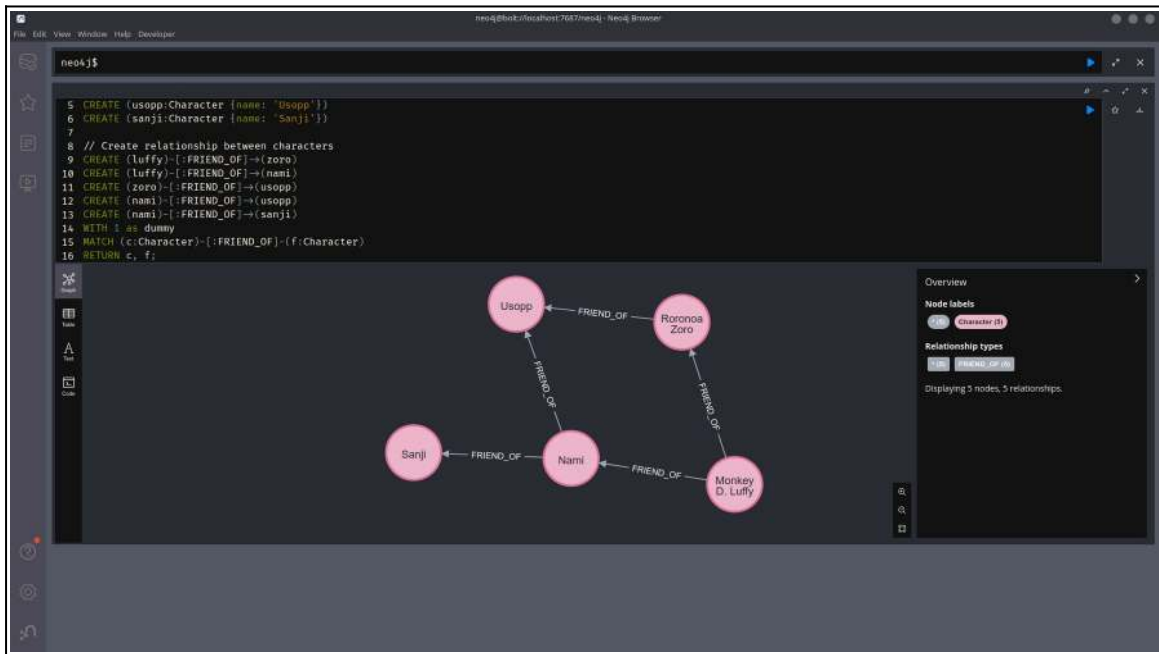 neo4j@bolt://localhost:7687/neo4j - Neo4j Browser
File Edit View Window Help Developer
neo4j$
5 CREATE (usopp:Character {name: 'Usopp'})
6 CREATE (sanji:Character {name: 'Sanji'})
7
8 // Create relationship between characters
9 CREATE (luffy)-[:FRIEND_OF]→(zoro)
10 CREATE (luffy)-[:FRIEND_OF]→(nami)
11 CREATE (zoro)-[:FRIEND_OF]→(usopp)
12 CREATE (nami)-[:FRIEND_OF]→(usopp)
13 CREATE (nami)-[:FRIEND_OF]→(sanji)
14 WITH 1 as dummy
15 MATCH (c:Character)-[:FRIEND_OF]-(f:Character)
16 RETURN c, f;
Graph
Table
Text
Code
Usopp
FRIEND_OF
Roronoa
Zoro
FRIEND_OF
FRIEND_OF
Sanji
FRIEND_OF
Nami
FRIEND_OF
Monkey
D. Luffy
Overview
Node labels
* (5) Character (5)
Relationship types
* (5) FRIEND_OF (5)
Displaying 5 nodes, 5 relationships.